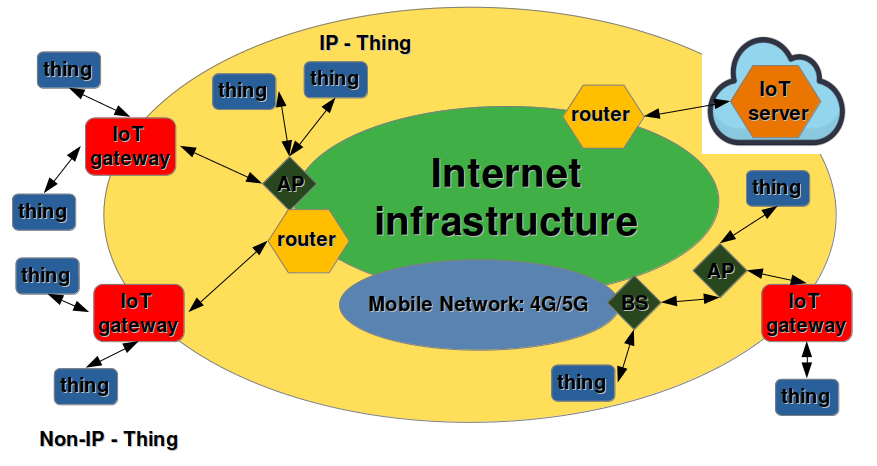 IP - Thing
thing
thing
thing
IoT
gateway
thing
AP
router
IoT
server
Internet
infrastructure
thing
router
thing
IoT
gateway
thing
Mobile Network: 4G/5G
BS
AP
IoT
gateway
thing
thing
Non-IP - Thing